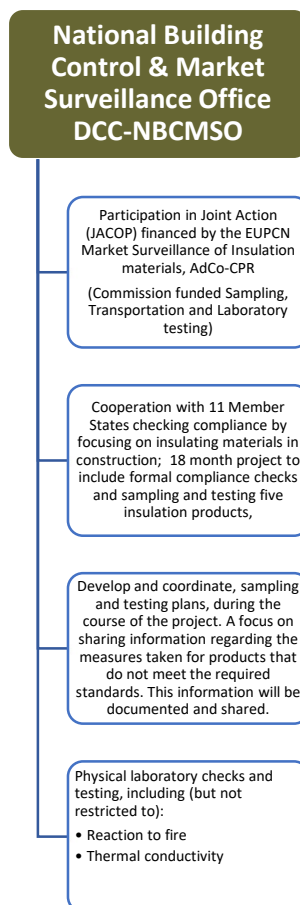 National Building
Control & Market
Surveillance Office
DCC-NBCMSO
Participation in Joint Action
(JACOP) financed by the EUPCN
Market Surveillance of Insulation
materials, AdCo-CPR
(Commission funded Sampling,
Transportation and Laboratory
testing)
Cooperation with 11 Member
States checking compliance by
focusing on insulating materials in
construction; 18 month project to
include formal compliance checks
and sampling and testing five
insulation products,
Develop and coordinate, sampling
and testing plans, during the
course of the project. A focus on
sharing information regarding the
measures taken for products that
do not meet the required
standards. This information will be
documented and shared.
Physical laboratory checks and
testing, including (but not
restricted to):
• Reaction to fire
• Thermal conductivity